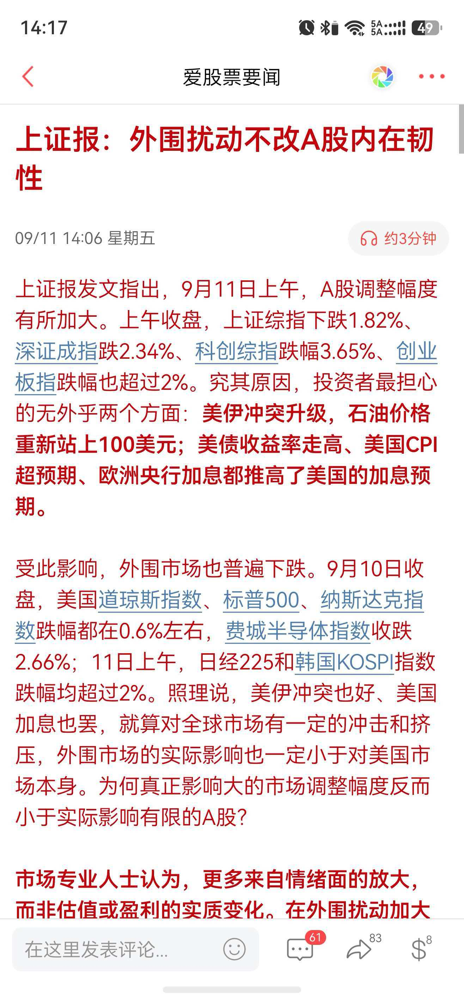 14:17
5A
5A
49
爱股票要闻
上证报：外围扰动不改A股内在韧
性
09/11 14:06 星期五
约3分钟
上证报发文指出，9月11日上午，A股调整幅度
有所加大。上午收盘，上证综指下跌1.82%、
深证成指跌2.34%、科创综指跌幅3.65%、创业
板指跌幅也超过2%。究其原因，投资者最担心
的无外乎两个方面：美伊冲突升级，石油价格
重新站上100美元；美债收益率走高、美国CPI
超预期、欧洲央行加息都推高了美国的加息预
期。
受此影响，外围市场也普遍下跌。9月10日收
盘，美国道琼斯指数、标普500、纳斯达克指
数跌幅都在0.6%左右，费城半导体指数收跌
2.66%；11日上午，日经225和韩国KOSPI指数
跌幅均超过2%。照理说，美伊冲突也好、美国
加息也罢，就算对全球市场有一定的冲击和挤
压，外围市场的实际影响也一定小于对美国市
场本身。为何真正影响大的市场调整幅度反而
小于实际影响有限的A股？
市场专业人士认为，更多来自情绪面的放大，
而非估值或盈利的实质变化。在外围扰动加大
在这里发表评论...
61
83
$8